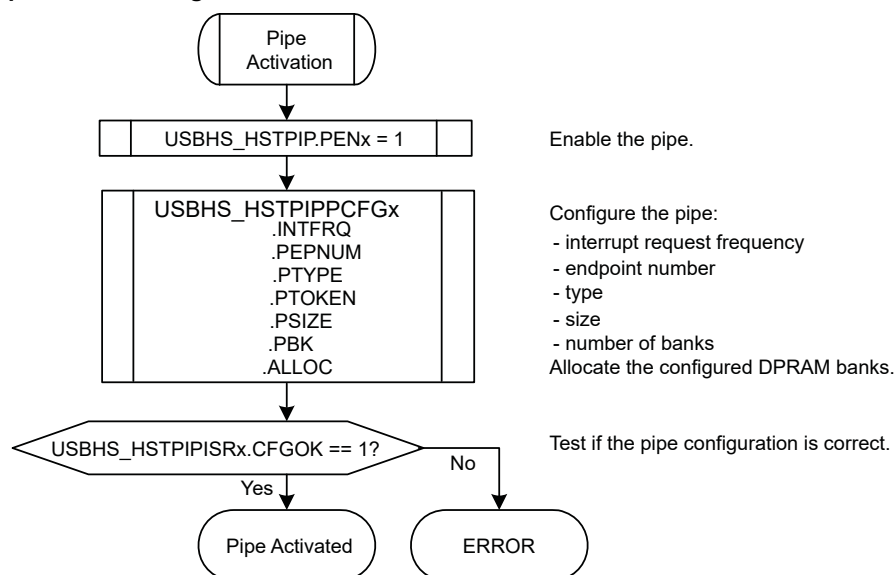 Pipe
Activation
USBHS_HSTPIP.PENx = 1
Enable the pipe.
USBHS_HSTPIPPCFGx
.INTFRQ
.PEPNUM
.PTYPE
.PTOKEN
.PSIZE
.PBK
.ALLOC
Configure the pipe:
- interrupt request frequency
- endpoint number
- type
- size
- number of banks
Allocate the configured DPRAM banks.
USBHS_HSTPIPISRx.CFGOK == 1?
Test if the pipe configuration is correct.
No
Yes
Pipe Activated
ERROR